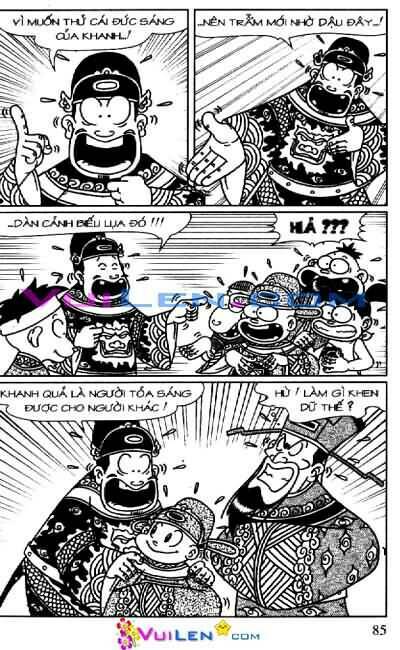 VÌ MUỐN THỬ CÁI ĐỨC SÁNG
CỦA KHANH...!
...NÊN TRẪM MỚI NHỜ DẬU ĐÂY...!
...DÀN CẢNH BIẾU LỤA ĐÓ !!!
HẢ ???
VUILEN.COM
KHANH QUẢ LÀ NGƯỜI TỎA SÁNG
ĐƯỢC CHO NGƯỜI KHÁC !
HỪ ! LÀM GÌ KHEN
DỮ THẾ ?
85
VUILEN.COM